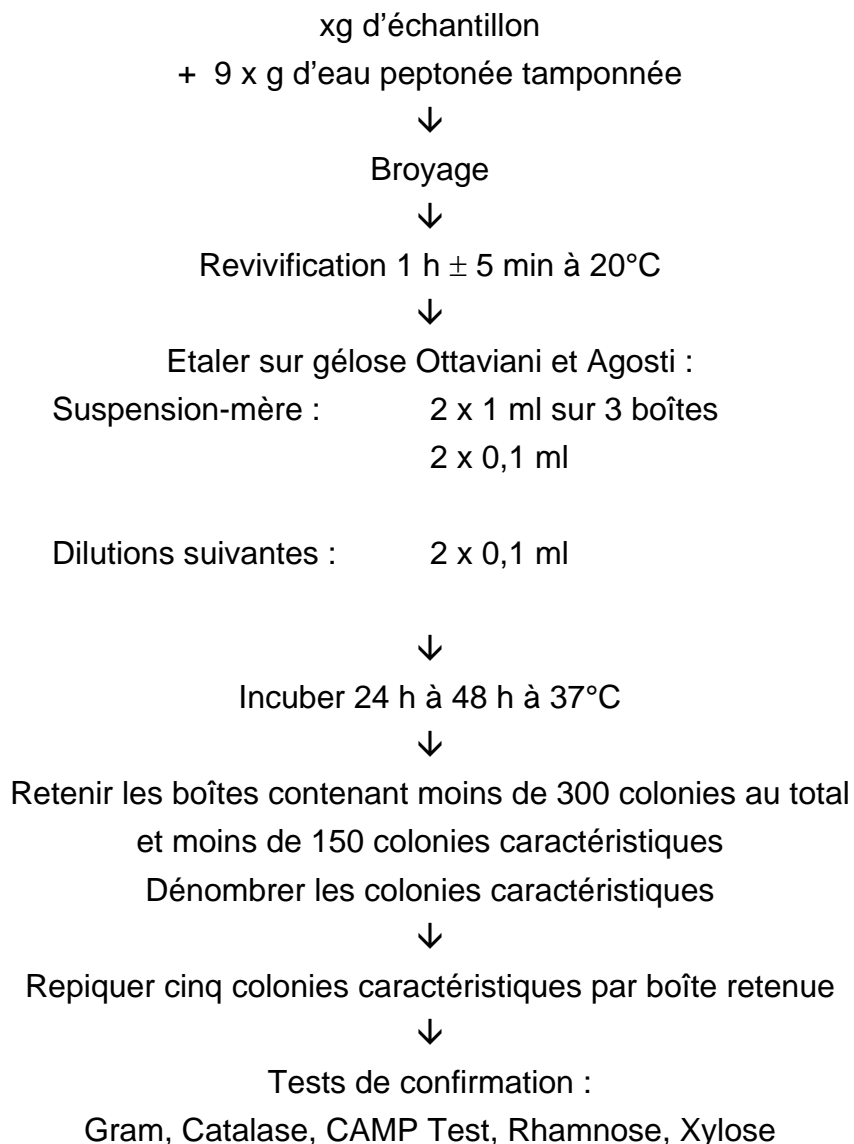 xg d'échantillon
+ 9 x g d'eau peptonée tamponnée
↓
Broyage
↓
Revivification 1 h ± 5 min à 20°C
↓
Etaler sur gélose Ottaviani et Agosti :
Suspension-mère : 2 x 1 ml sur 3 boîtes
2 x 0,1 ml
Dilutions suivantes : 2 x 0,1 ml
↓
Incuber 24 h à 48 h à 37°C
↓
Retenir les boîtes contenant moins de 300 colonies au total
et moins de 150 colonies caractéristiques
Dénombrer les colonies caractéristiques
↓
Repiquer cinq colonies caractéristiques par boîte retenue
↓
Tests de confirmation :
Gram, Catalase, CAMP Test, Rhamnose, Xylose